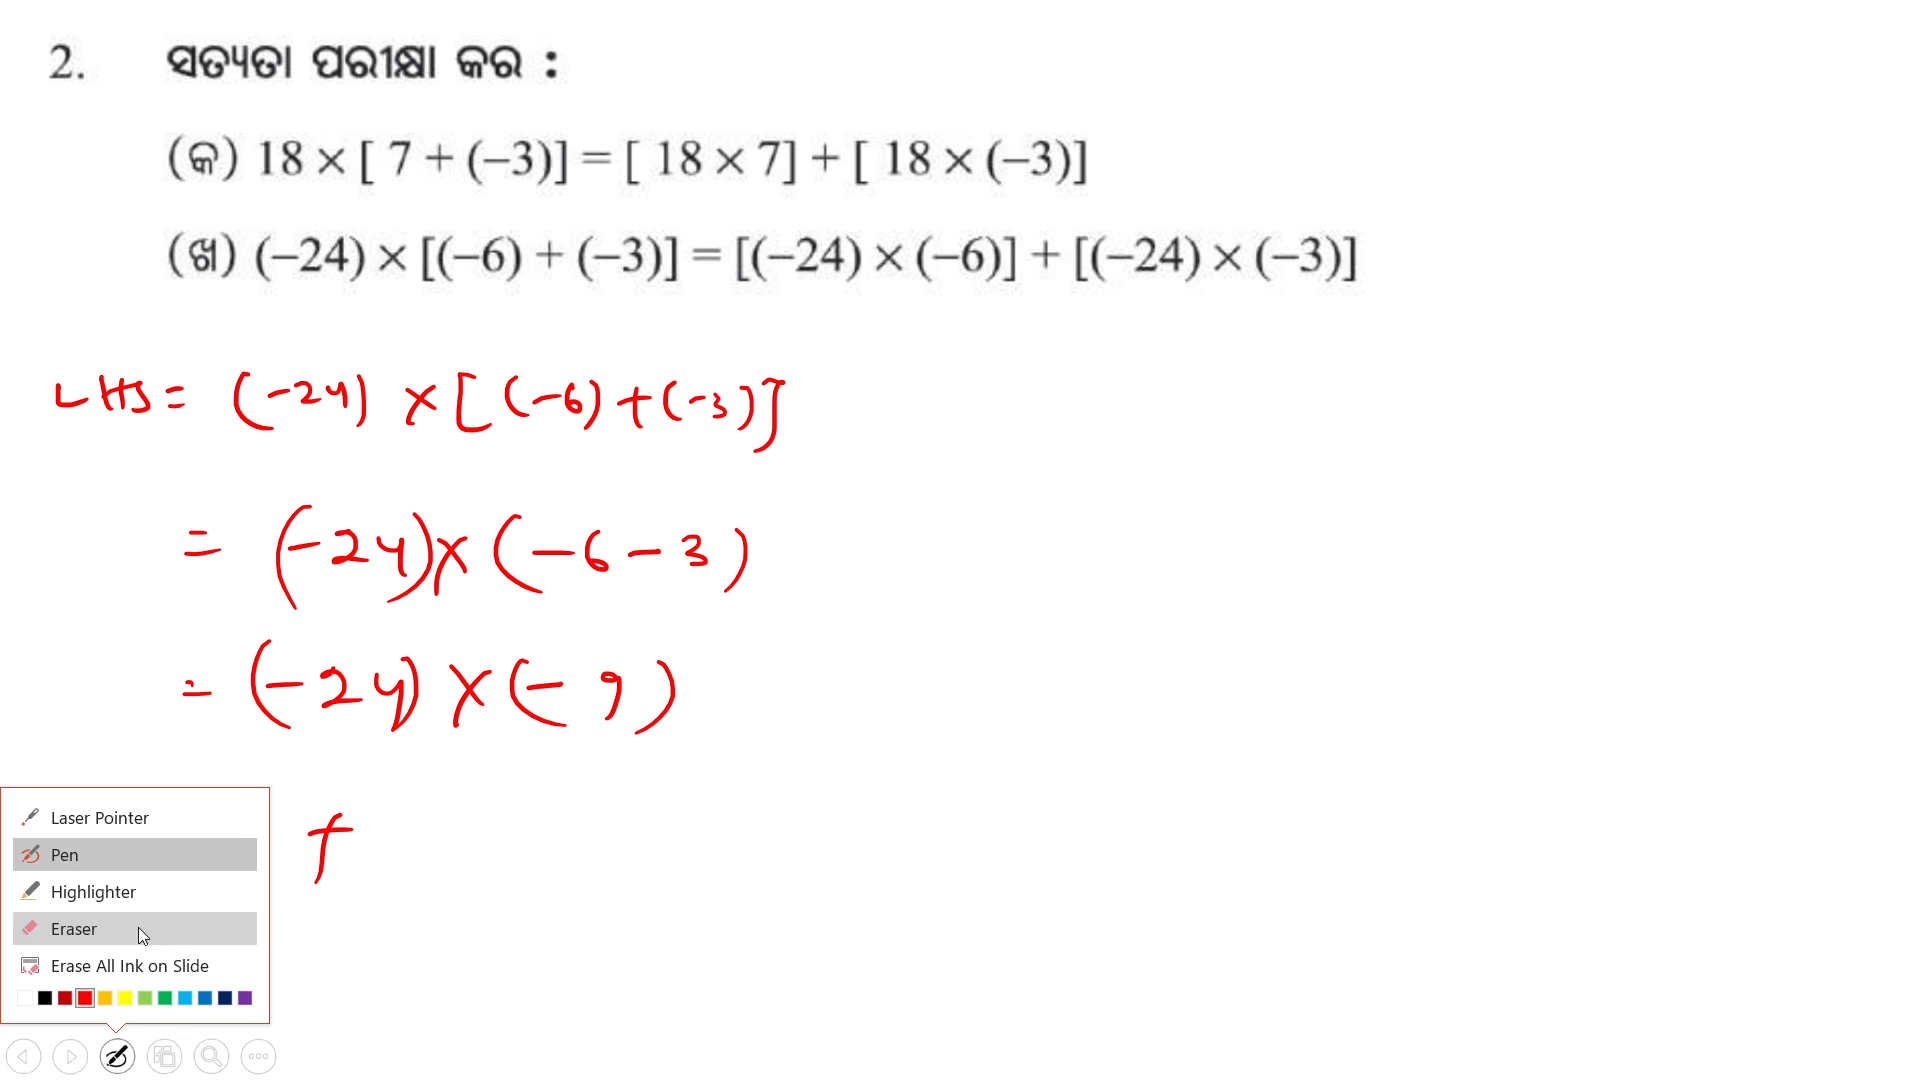 2. ସତ୍ୟତା ପରୀକ୍ଷା କର :
(କ) 18 × [ 7 + (–3)] = [ 18 × 7] + [ 18 × (–3)]
(ଖ) (–24) × [(–6) + (–3)] = [(–24) × (–6)] + [(–24) × (–3)]
LHS = (-24) × [(-6) + (-3)]
= (-24) × (-6-3)
= (-24) × (-9)
+
Laser Pointer
Pen
Highlighter
Eraser
Erase All Ink on Slide